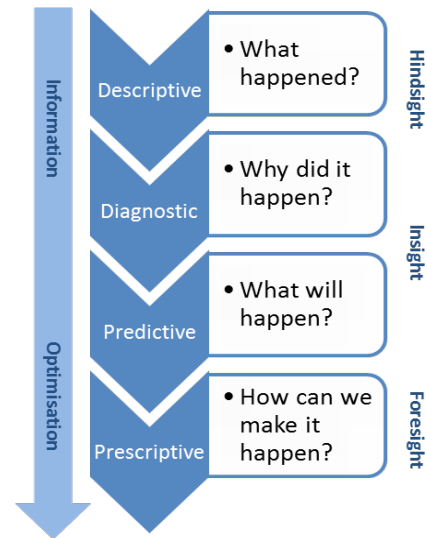 Information
Optimisation
Descriptive
• What
happened?
Diagnostic
• Why did it
happen?
Predictive
• What will
happen?
Prescriptive
• How can we
make it
happen?
Hindsight
Insight
Foresight